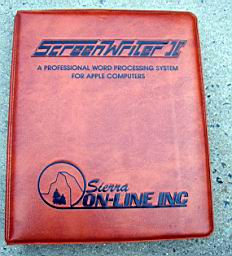 ScreenWriter II
A PROFESSIONAL WORD PROCESSING SYSTEM
FOR APPLE COMPUTERS
Sierra
ON-LINE, INC